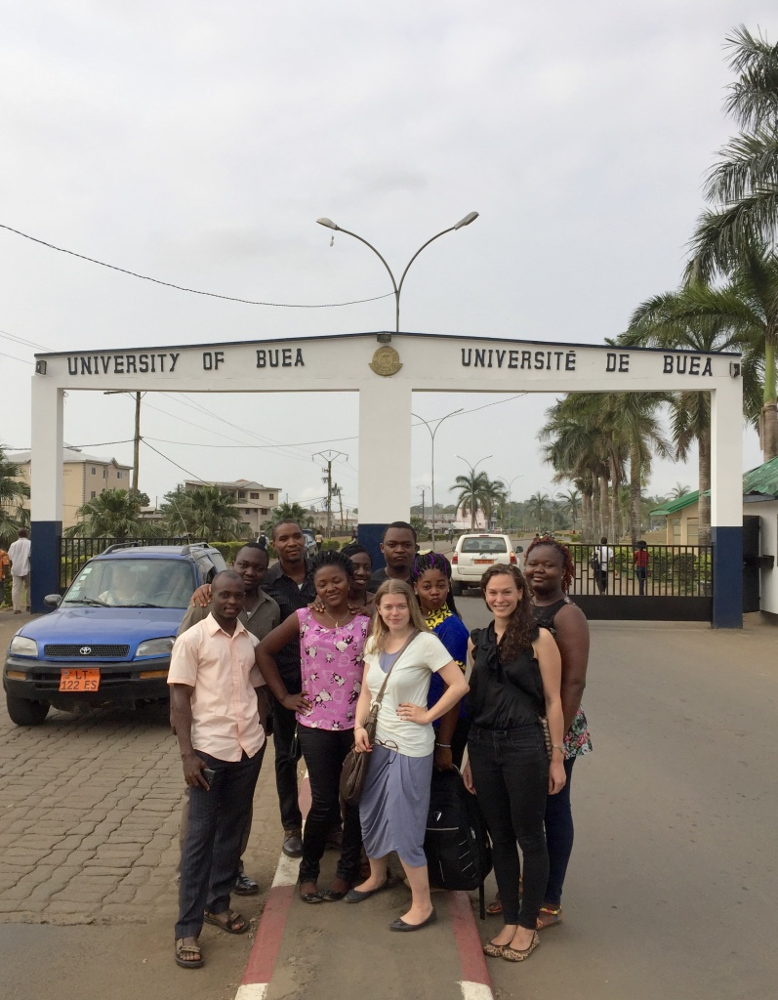 UNIVERSITY OF BUEA
UNIVERSITÉ DE BUEA
LT
122 ES